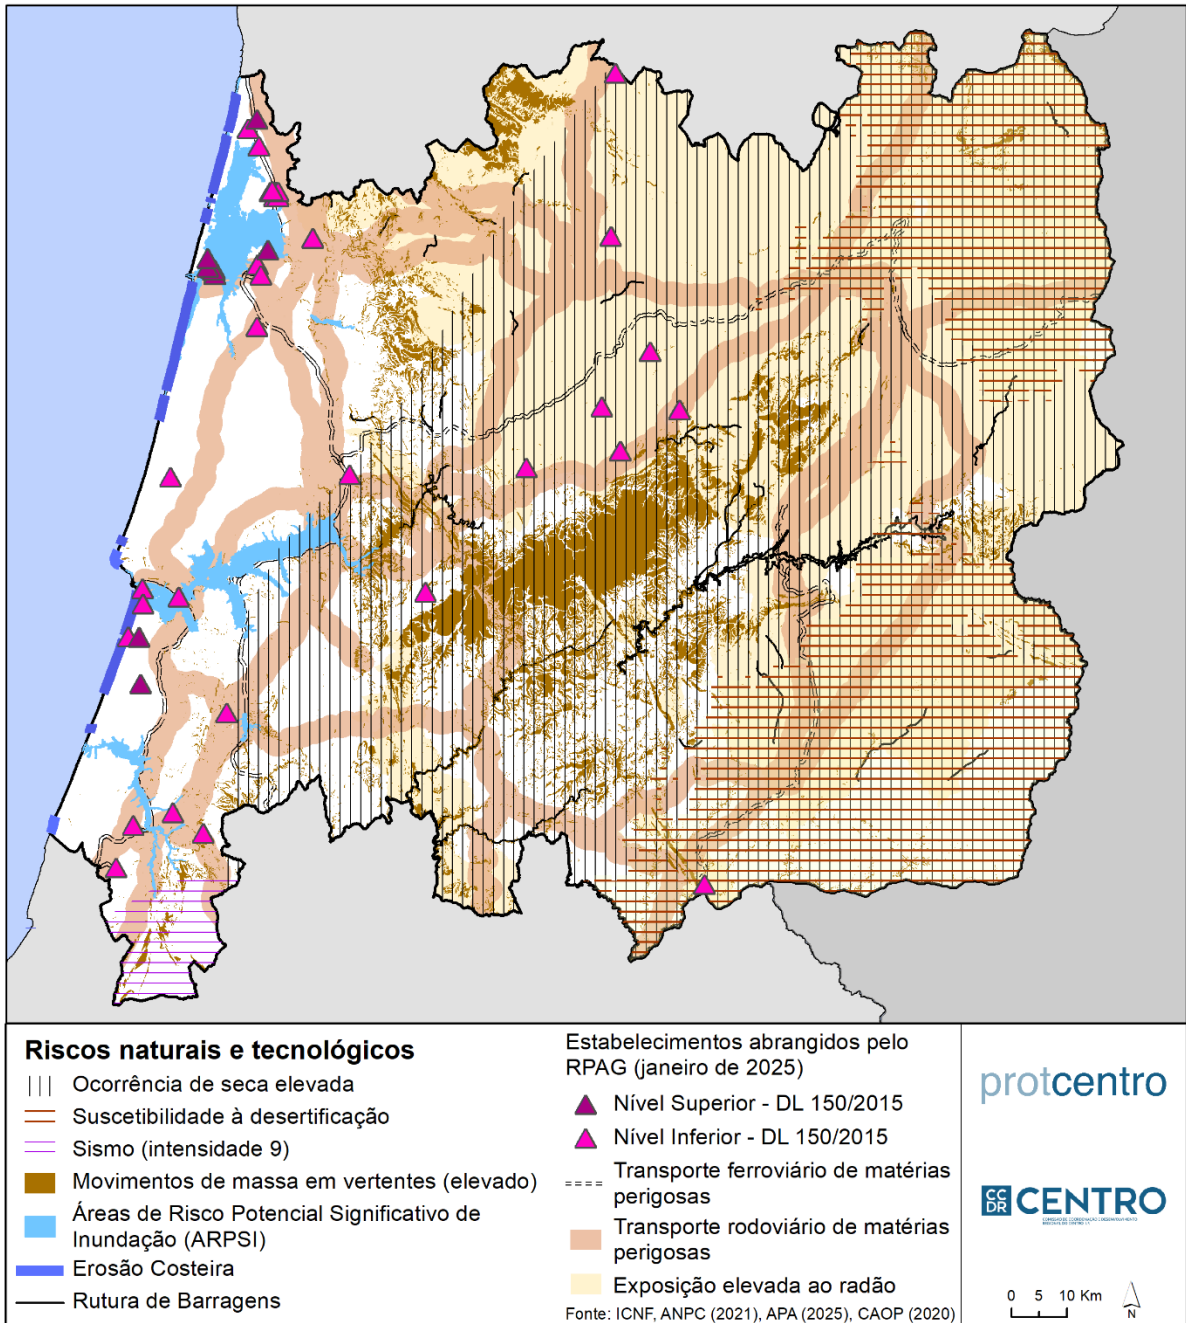 Riscos naturais e tecnológicos
Ocorrência de seca elevada
Suscetibilidade à desertificação
Sismo (intensidade 9)
Movimentos de massa em vertentes (elevado)
Áreas de Risco Potencial Significativo de
Inundação (ARPSI)
Erosão Costeira
Rutura de Barragens
Estabelecimentos abrangidos pelo
RPAG (janeiro de 2025)
Nível Superior - DL 150/2015
Nível Inferior - DL 150/2015
Transporte ferroviário de matérias
perigosas
Transporte rodoviário de matérias
perigosas
Exposição elevada ao radão
Fonte: ICNF, ANPC (2021), APA (2025), CAOP (2020)
protcentro
CC
DR
CENTRO
0 5 10 Km
N